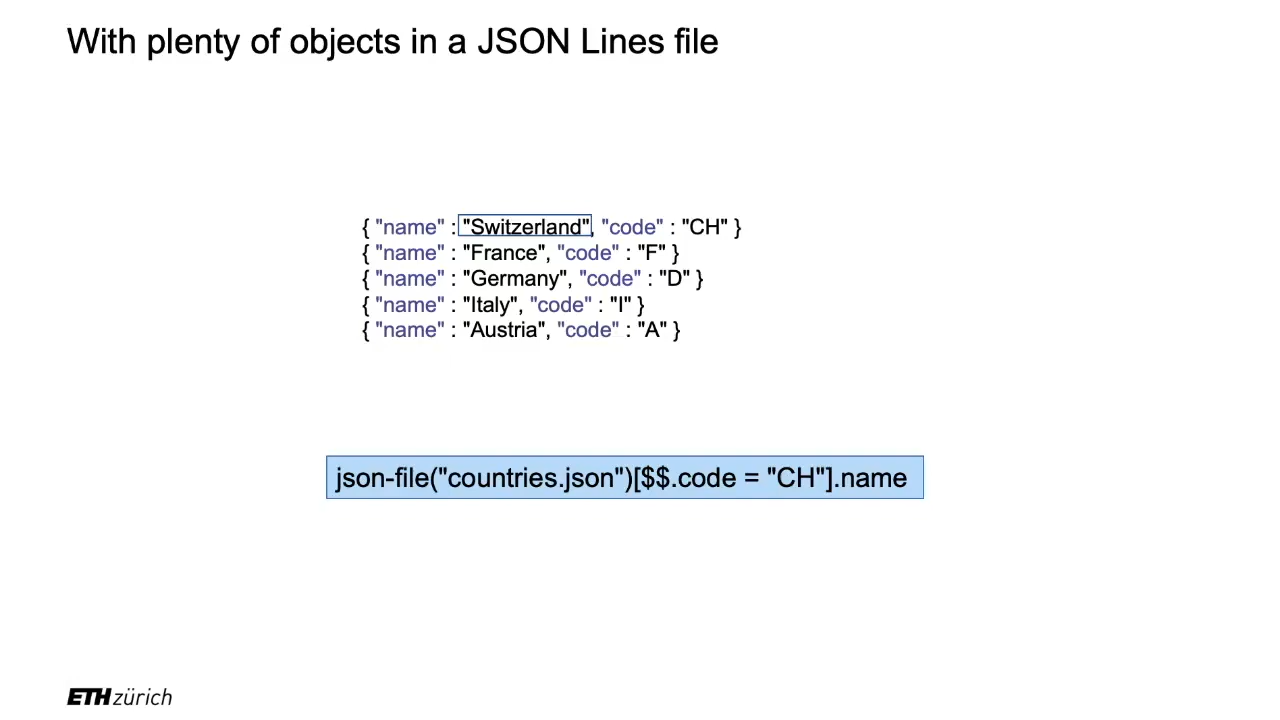 With plenty of objects in a JSON Lines file
{ "name" : "Switzerland", "code" : "CH" }
{ "name" : "France", "code" : "F" }
{ "name" : "Germany", "code" : "D" }
{ "name" : "Italy", "code" : "I" }
{ "name" : "Austria", "code" : "A" }
json-file("countries.json")[$$.code = "CH"].name
ETH zürich